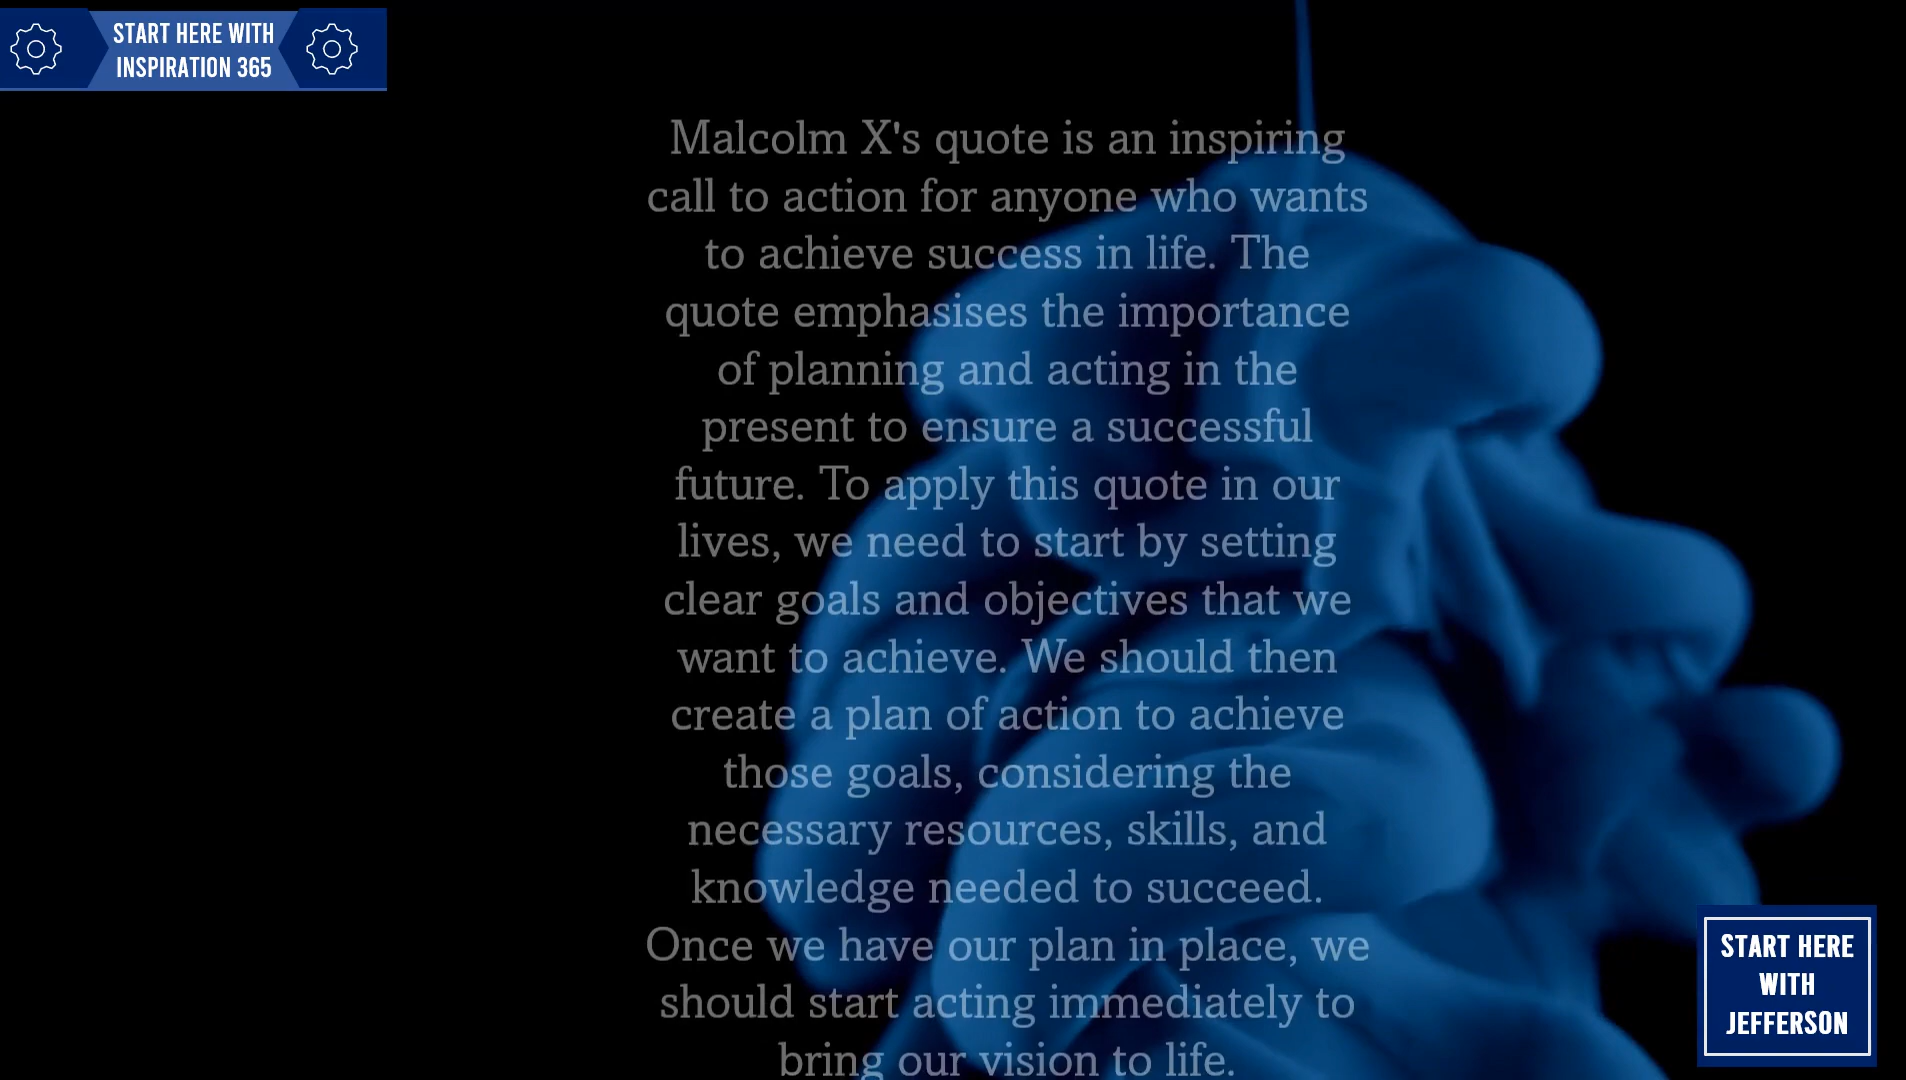 START HERE WITH
INSPIRATION 365
Malcolm X's quote is an inspiring
call to action for anyone who wants
to achieve success in life. The
quote emphasises the importance
of planning and acting in the
present to ensure a successful
future. To apply this quote in our
lives, we need to start by setting
clear goals and objectives that we
want to achieve. We should then
create a plan of action to achieve
those goals, considering the
necessary resources, skills, and
knowledge needed to succeed.
Once we have our plan in place, we
should start acting immediately to
bring our vision to life.
START HERE
WITH
JEFFERSON